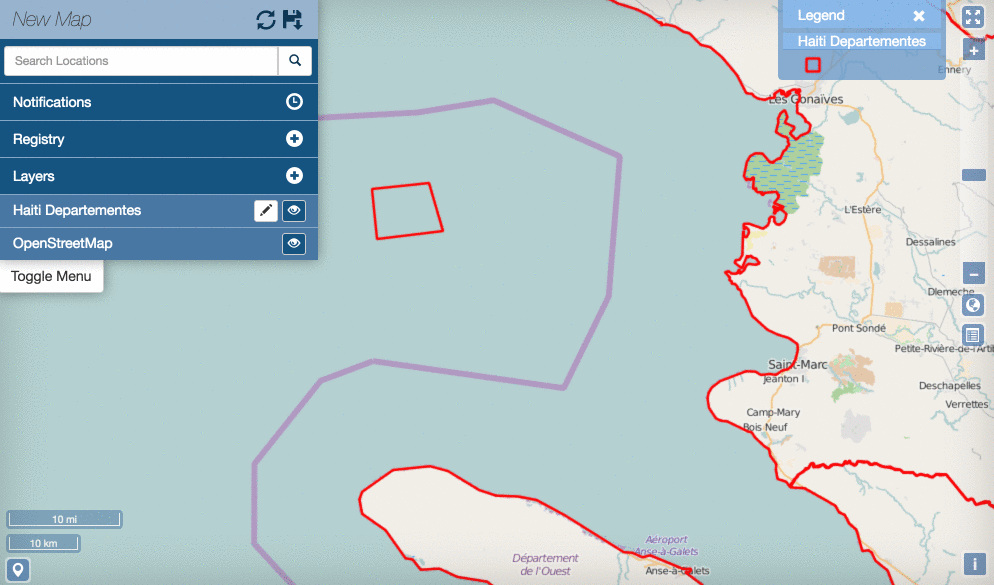 New Map
Search Locations
Notifications
Registry
Layers
Haiti Departementes
OpenStreetMap
Toggle Menu
Legend
Haiti Departementes
+
Ennery
Les Gonaïves
L'Estère
Dessalines
−
Pont Sondé
Petite-Rivière-de-l'Arti
Saint-Marc
Jeanton I
Deschapelles
Verrettes
Camp-Mary
Bois Neuf
10 mi
10 km
Département
de l'Ouest
Aéroport
Anse-à-Galets
Anse-à-Galets
i